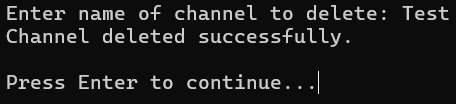 Enter name of channel to delete: Test
Channel deleted successfully.
Press Enter to continue...